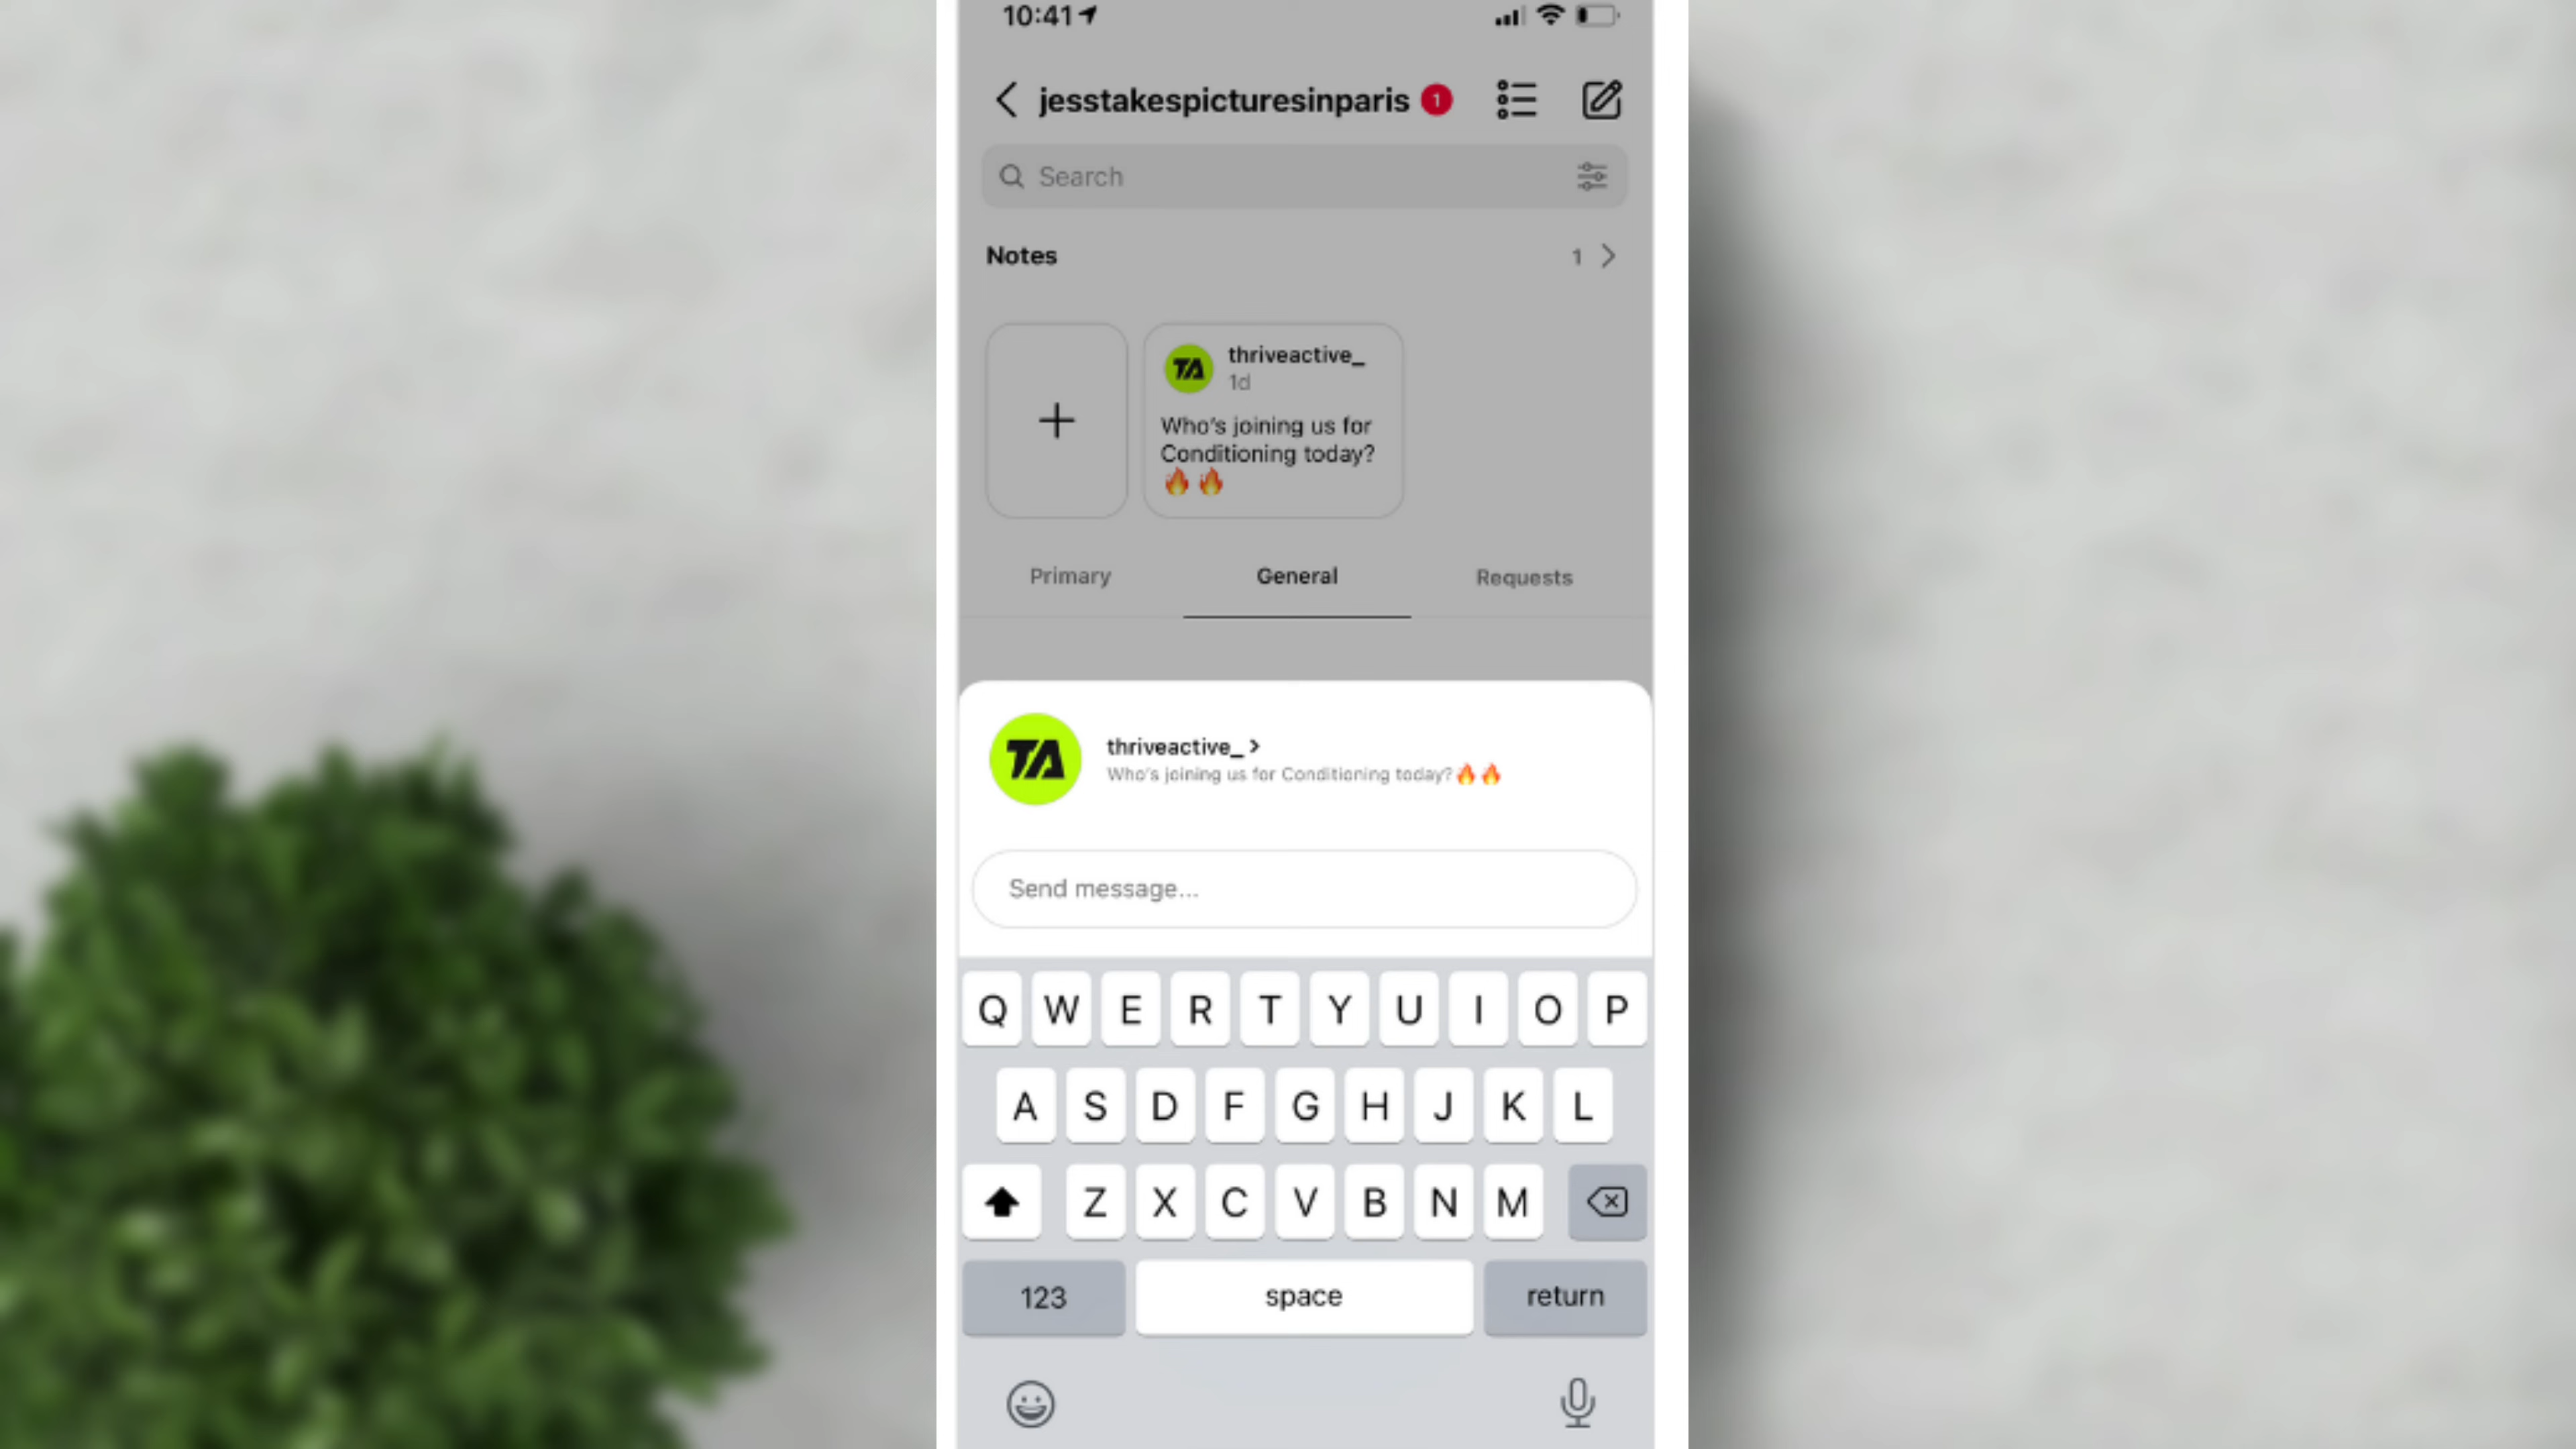 10:41
jesstakespicturesinparis 1
Search
Notes
1
thriveactive_
1d
Who's joining us for
Conditioning today?
🔥🔥
Primary General Requests
TA
thriveactive_ >
Who's joining us for Conditioning today?🔥🔥
Send message...
Q W E R T Y U I O P
A S D F G H J K L
Z X C V B N M
123 space return